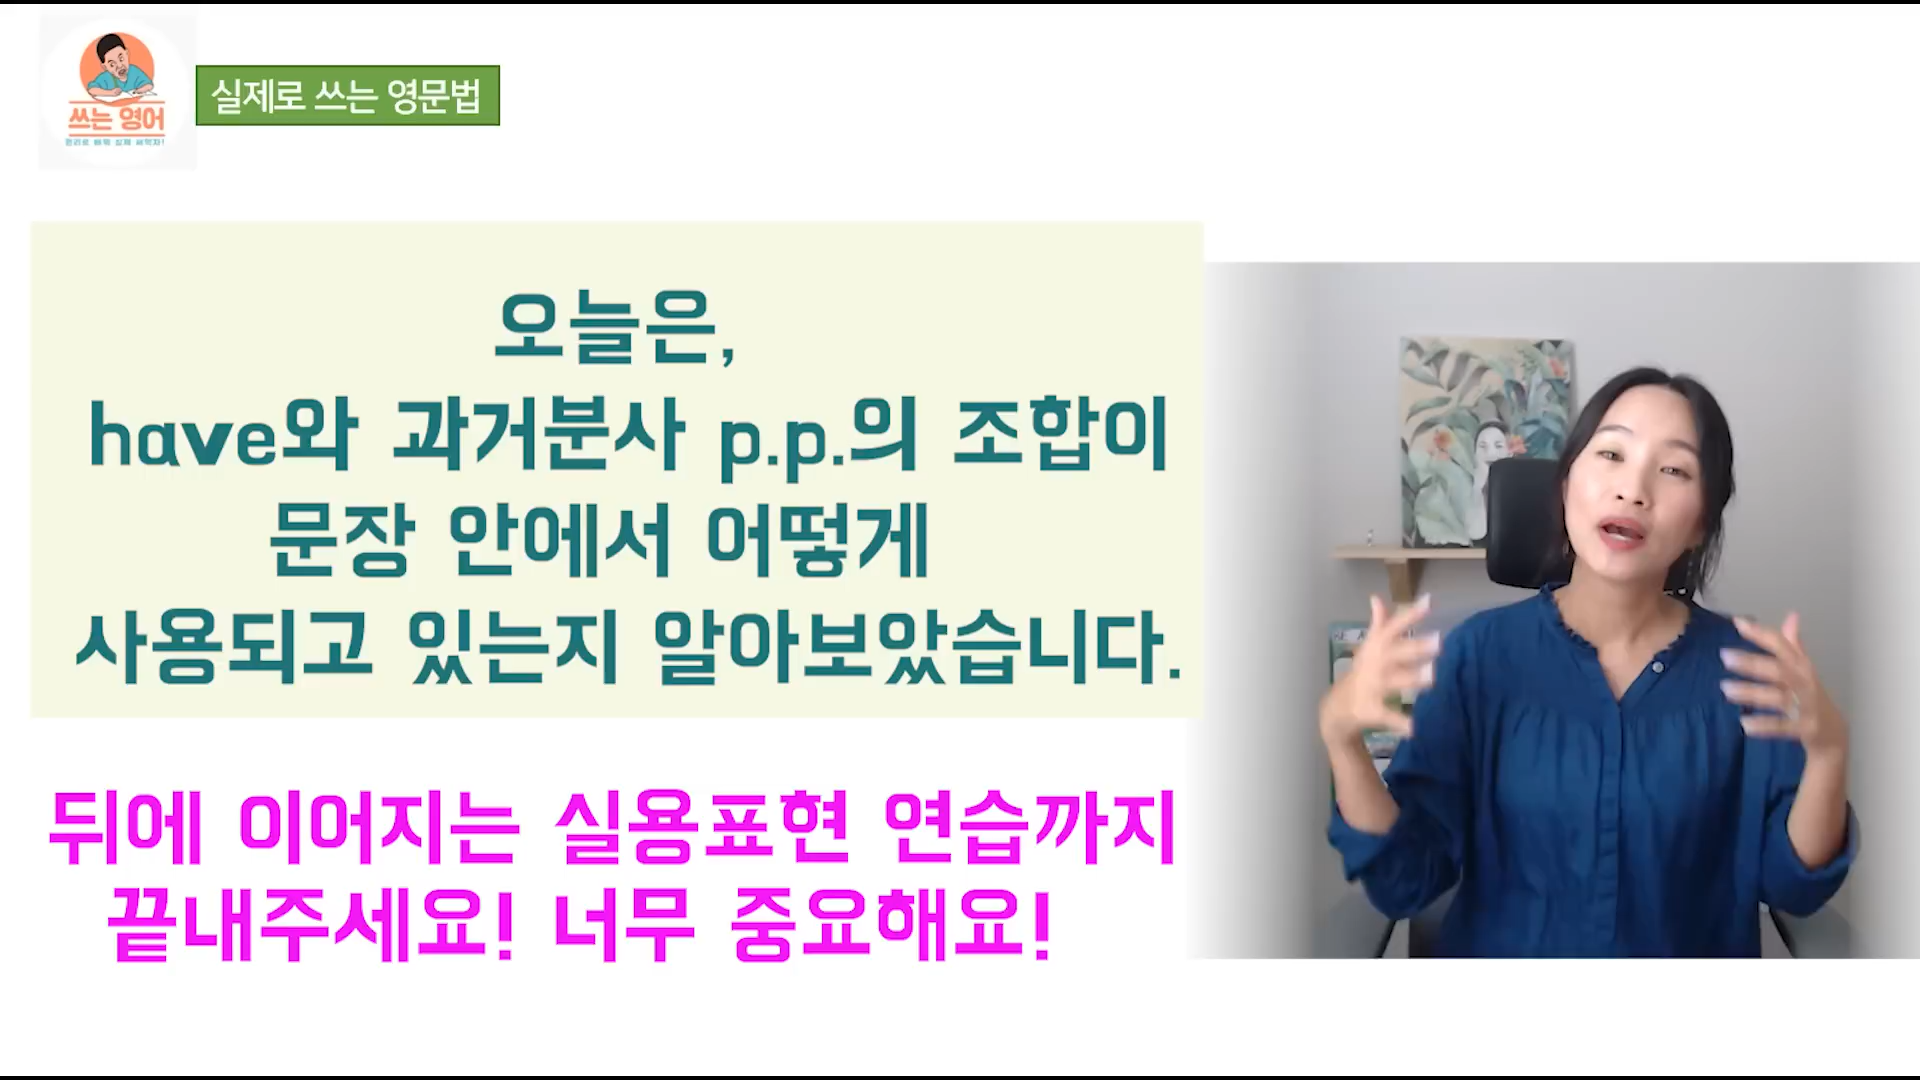 쓰는 영어
실제로 쓰는 영문법
오늘은,
have와 과거분사 p.p.의 조합이
문장 안에서 어떻게
사용되고 있는지 알아보았습니다.
뒤에 이어지는 실용표현 연습까지
끝내주세요! 너무 중요해요!